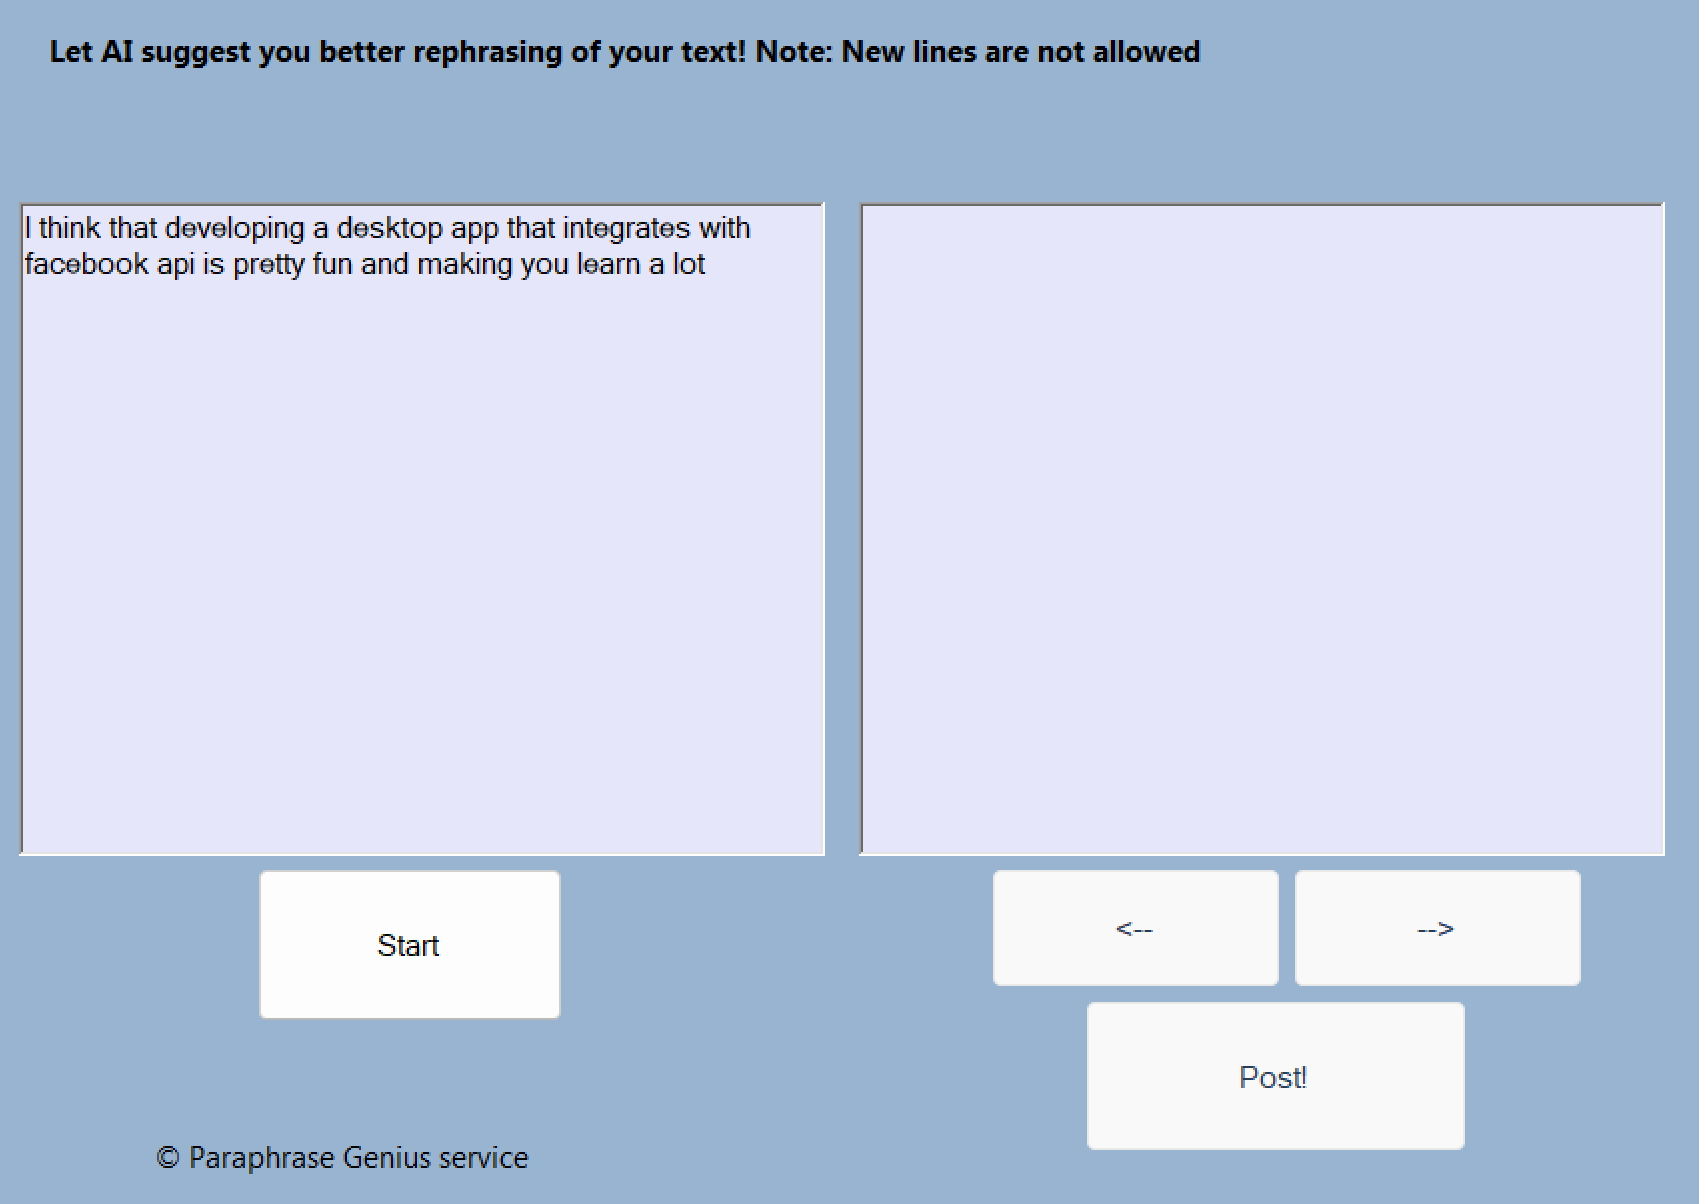 Let AI suggest you better rephrasing of your text! Note: New lines are not allowed
I think that developing a desktop app that integrates with
facebook api is pretty fun and making you learn a lot
Start
<--
-->
Post!
© Paraphrase Genius service